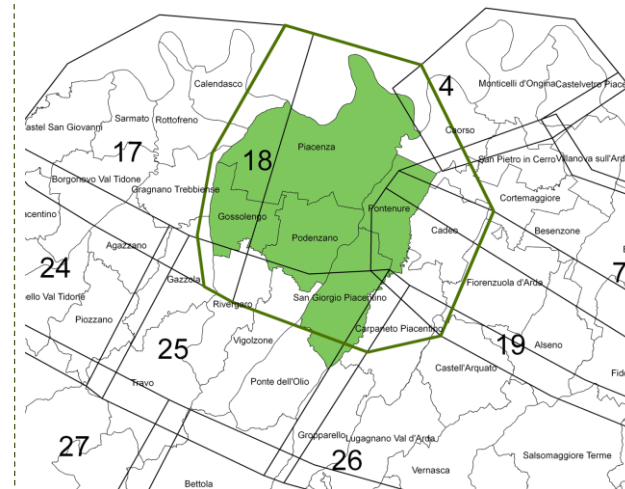 Monticelli d'Ongina
Castelvetro Piace
Calendasco
4
Sarmato
Rottofreno
astel San Giovanni
Caorso
Piacenza
17
18
San Pietro in Cerro
Villanova sull'Ard
Borgonovo Val Tidone
Gragnano Trebbiense
Cortemaggiore
acentino
Gossolengo
Pontenure
Podenzano
Cadeo
Besenzone
Agazzano
24
Gazzola
7
Fiorenzuola d'Arda
ello Val Tidone
Rivergaro
San Giorgio Piacentino
Piozzano
Carpaneto Piacentino
19
Vigolzone
Alseno
25
Castell'Arquato
Fid
Travo
Ponte dell'Olio
Gropparello
Lugagnano Val d'Arda
27
26
Salsomaggiore Terme
Vernasca
Bettola